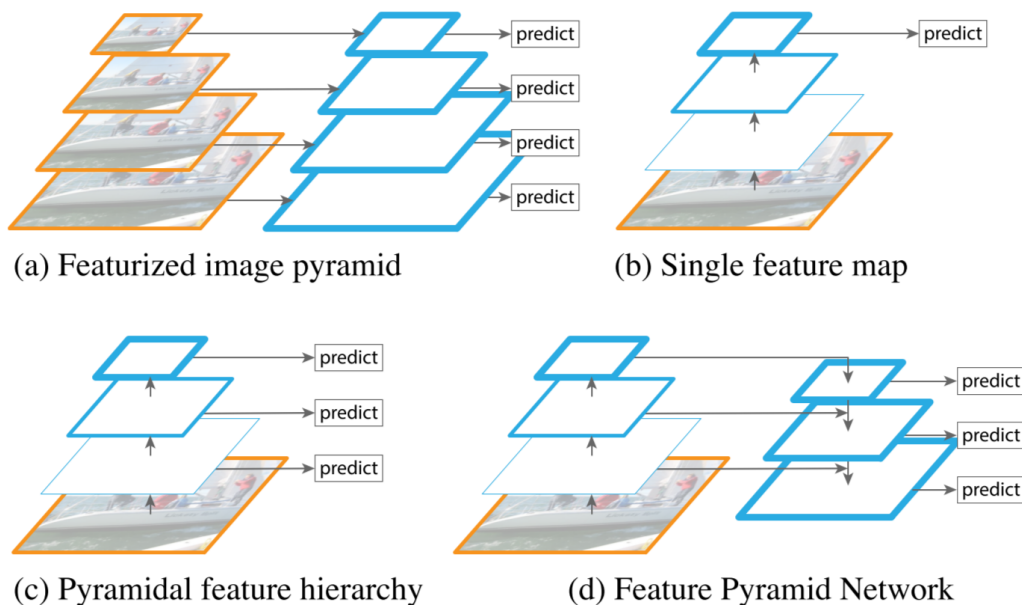 predict
predict
predict
predict
(a) Featurized image pyramid
predict
(b) Single feature map
predict
predict
predict
(c) Pyramidal feature hierarchy
predict
predict
predict
(d) Feature Pyramid Network